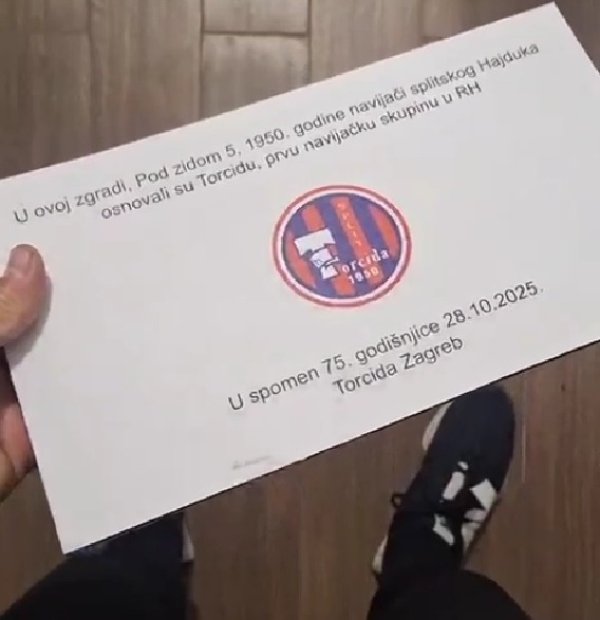 U ovoj zgradi, Pod zidom 5, 1950. godine navijači splitskog Hajduka
osnovali su Torcidu, prvu navijačku skupinu u RH
SPLIT
Torcida
1950
U spomen 75. godišnjice 28.10.2025.
Torcida Zagreb